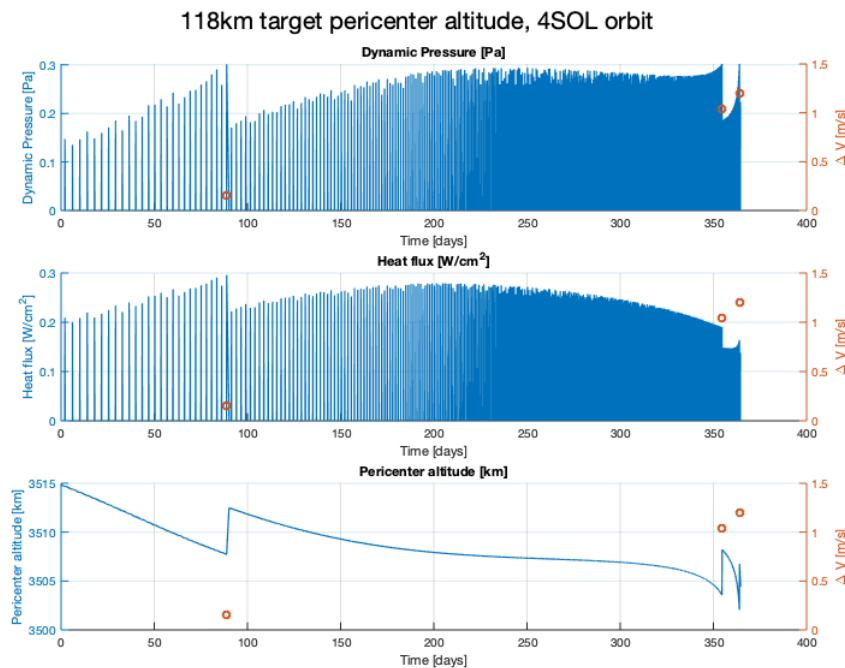 118km target pericenter altitude, 4SOL orbit
Dynamic Pressure [Pa]
Dynamic Pressure [Pa]
0.3
0.2
0.1
0
1.5
1
0.5
0
Δ V [m/s]
0 50 100 150 200 250 300 350 400
Time [days]
Heat flux [W/cm²]
Heat flux [W/cm²]
0.3
0.2
0.1
0
1.5
1
0.5
0
Δ V [m/s]
0 50 100 150 200 250 300 350 400
Time [days]
Pericenter altitude [km]
Pericenter altitude [km]
3515
3510
3505
3500
1.5
1
0.5
0
Δ V [m/s]
0 50 100 150 200 250 300 350 400
Time [days]